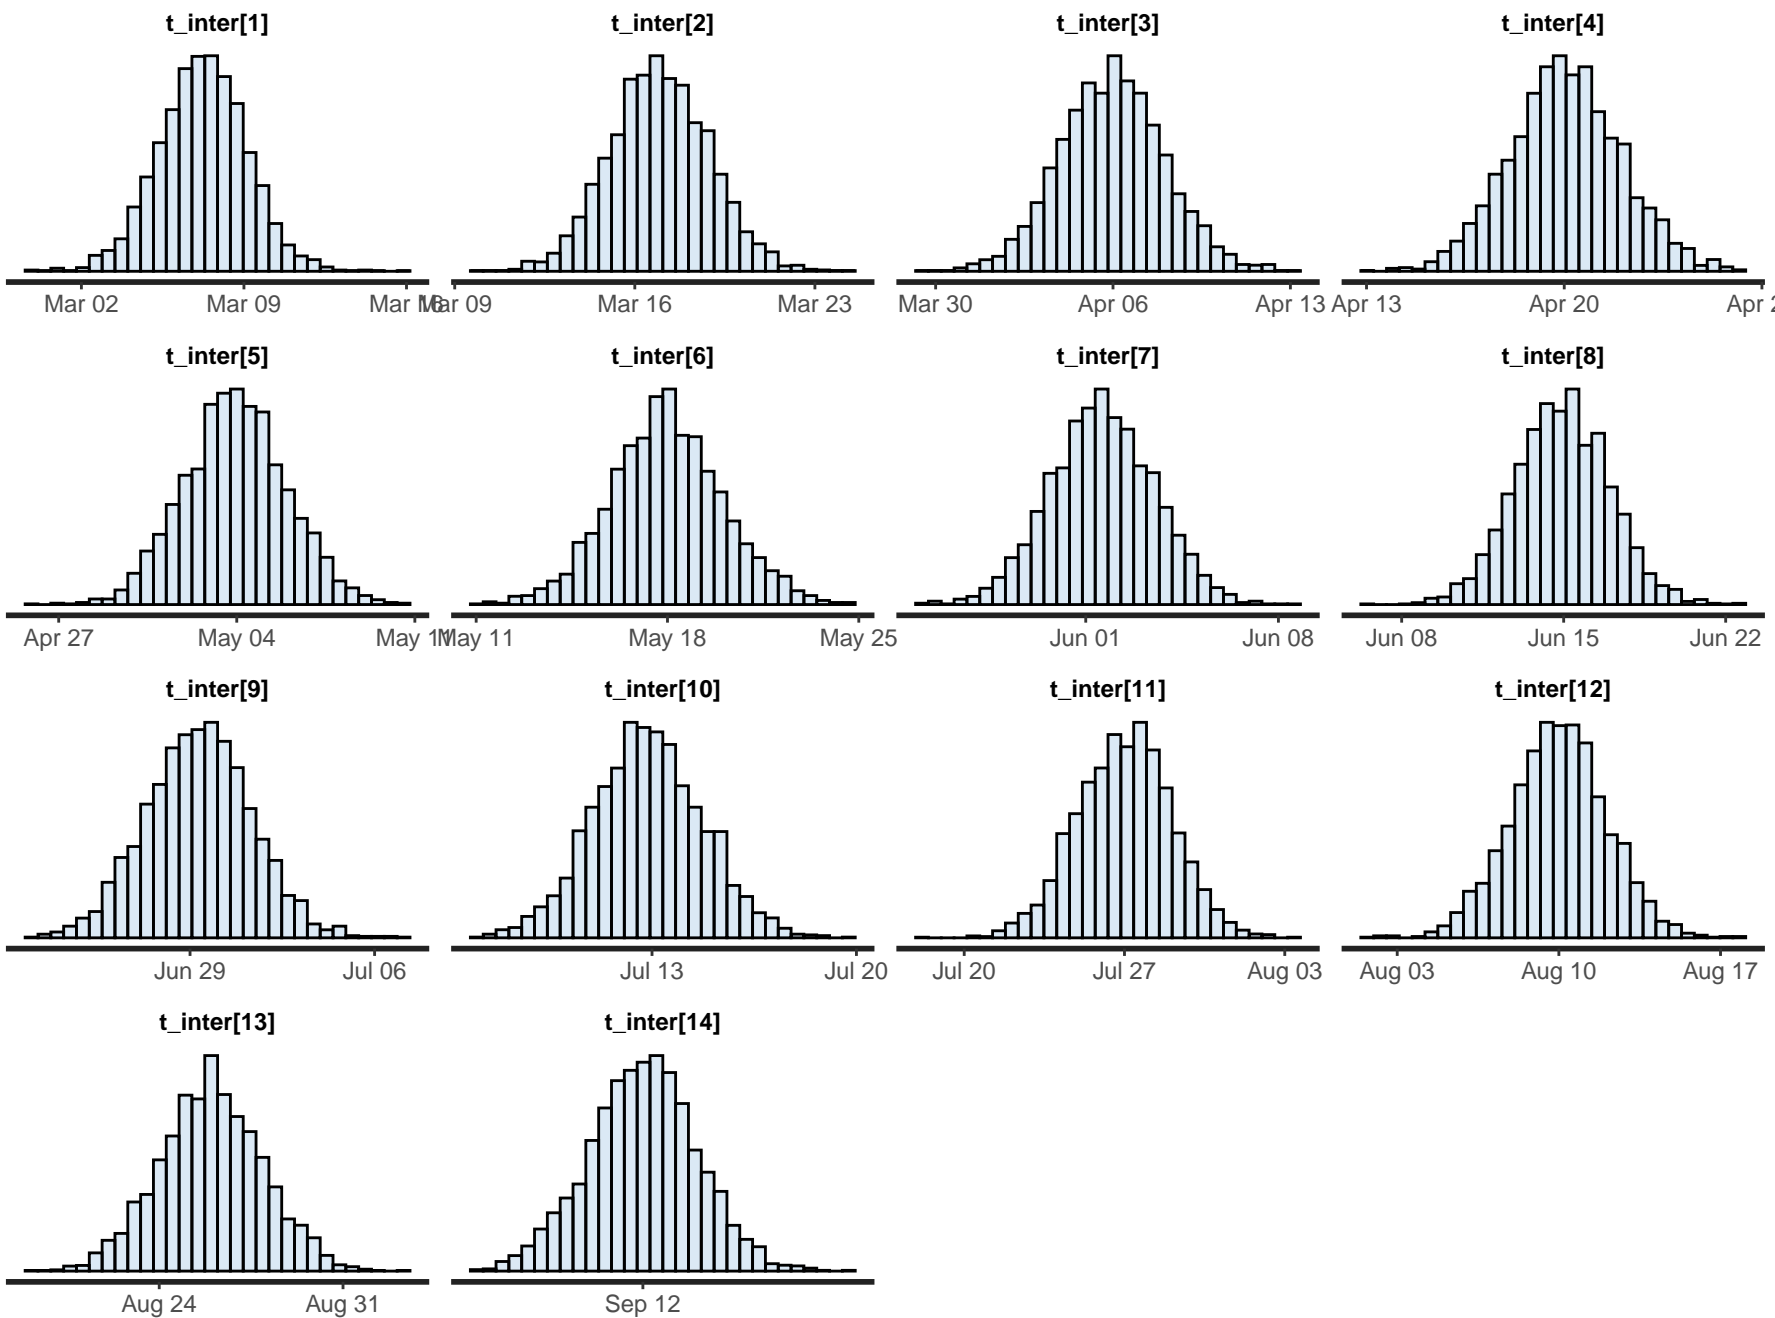 t_inter[1] t_inter[2] t_inter[3] t_inter[4]
Mar 02 Mar 09 Mar 16 Mar 09 Mar 16 Mar 23 Mar 30 Apr 06 Apr 13 Apr 13 Apr 20 Apr 2
t_inter[5] t_inter[6] t_inter[7] t_inter[8]
Apr 27 May 04 May 11 May 11 May 18 May 25 Jun 01 Jun 08 Jun 08 Jun 15 Jun 22
t_inter[9] t_inter[10] t_inter[11] t_inter[12]
Jun 29 Jul 06 Jul 13 Jul 20 Jul 20 Jul 27 Aug 03 Aug 03 Aug 10 Aug 17
t_inter[13] t_inter[14]
Aug 24 Aug 31 Sep 12